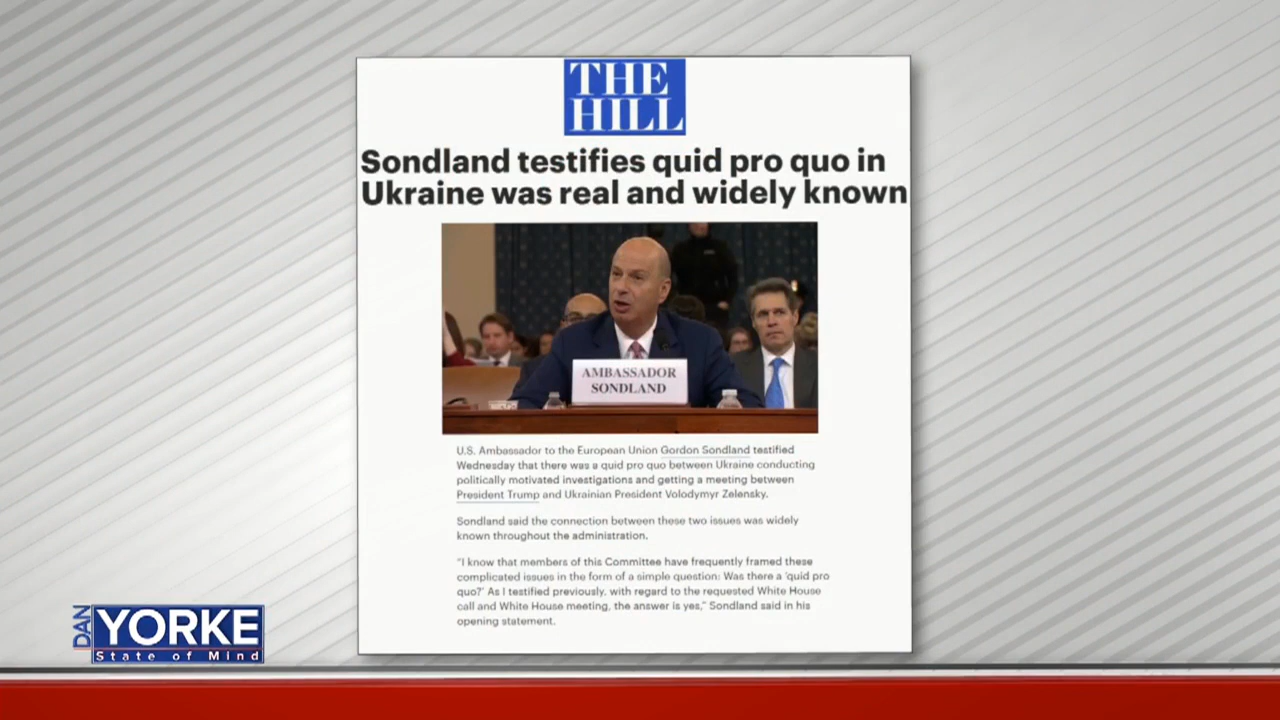 THE
HILL
Sondland testifies quid pro quo in
Ukraine was real and widely known
AMBASSADOR
SONDLAND
U.S. Ambassador to the European Union Gordon Sondland testified
Wednesday that there was a quid pro quo between Ukraine conducting
politically motivated investigations and getting a meeting between
President Trump and Ukrainian President Volodymyr Zelensky.
Sondland said the connection between these two issues was widely
known throughout the administration.
"I know that members of this Committee have frequently framed these
complicated issues in the form of a simple question: Was there a 'quid pro
quo?' As I testified previously, with regard to the requested White House
call and White House meeting, the answer is yes," Sondland said in his
opening statement.
DAN
YORKE
State of Mind